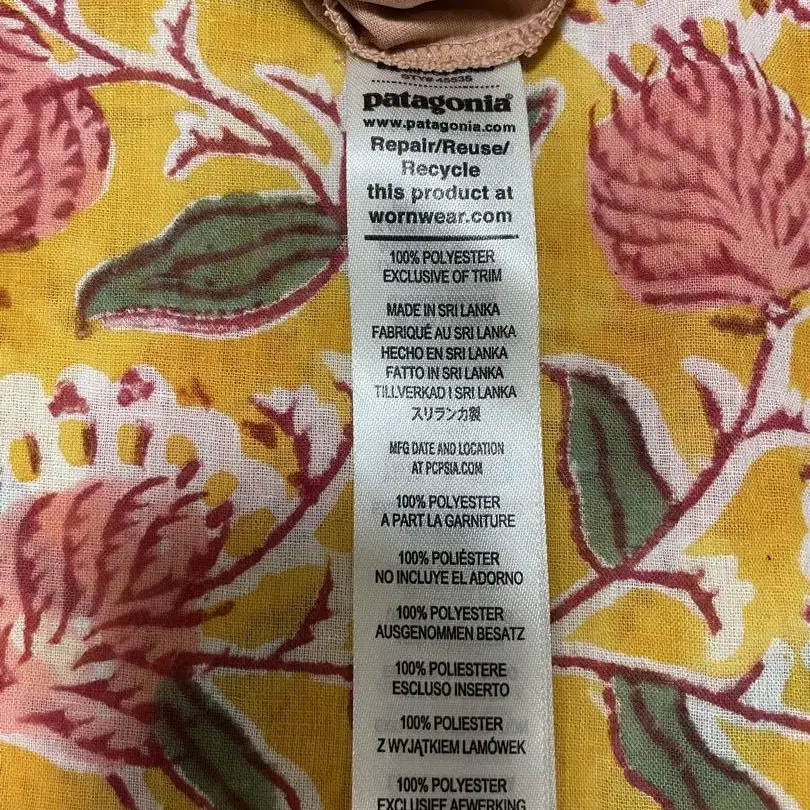 patagonia®
www.patagonia.com
Repair/Reuse/
Recycle
this product at
wornwear.com
100% POLYESTER
EXCLUSIVE OF TRIM
MADE IN SRI LANKA
FABRIQUÉ AU SRI LANKA
HECHO EN SRI LANKA
FATTO IN SRI LANKA
TILLVERKAD I SRI LANKA
スリランカ製
MFG DATE AND LOCATION
AT PCPSIA.COM
100% POLYESTER
A PART LA GARNITURE
100% POLIÉSTER
NO INCLUYE EL ADORNO
100% POLYESTER
AUSGENOMMEN BESATZ
100% POLIESTERE
ESCLUSO INSERTO
100% POLIESTER
Z WYJĄTKIEM LAMÓWEK
100% POLYESTER
EXCLUSIEF AFWERKING